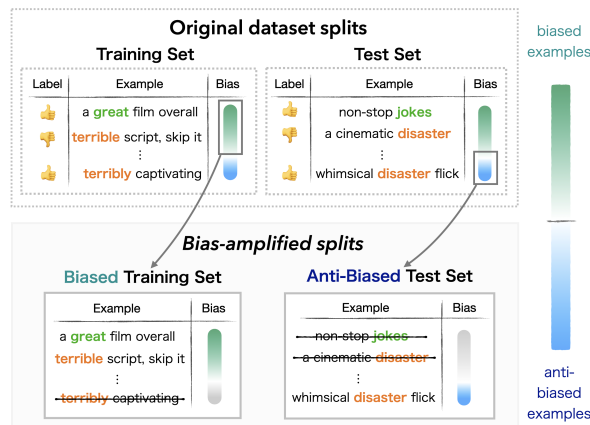 Original dataset splits
Training Set
Label Example Bias
a great film overall
terrible script, skip it
⋮
terribly captivating
Test Set
Label Example Bias
non-stop jokes
a cinematic disaster
⋮
whimsical disaster flick
biased
examples
Bias-amplified splits
Biased Training Set
Example Bias
a great film overall
terrible script, skip it
⋮
terribly captivating
Anti-Biased Test Set
Example Bias
non-stop jokes
a cinematic disaster
⋮
whimsical disaster flick
anti-
biased
examples